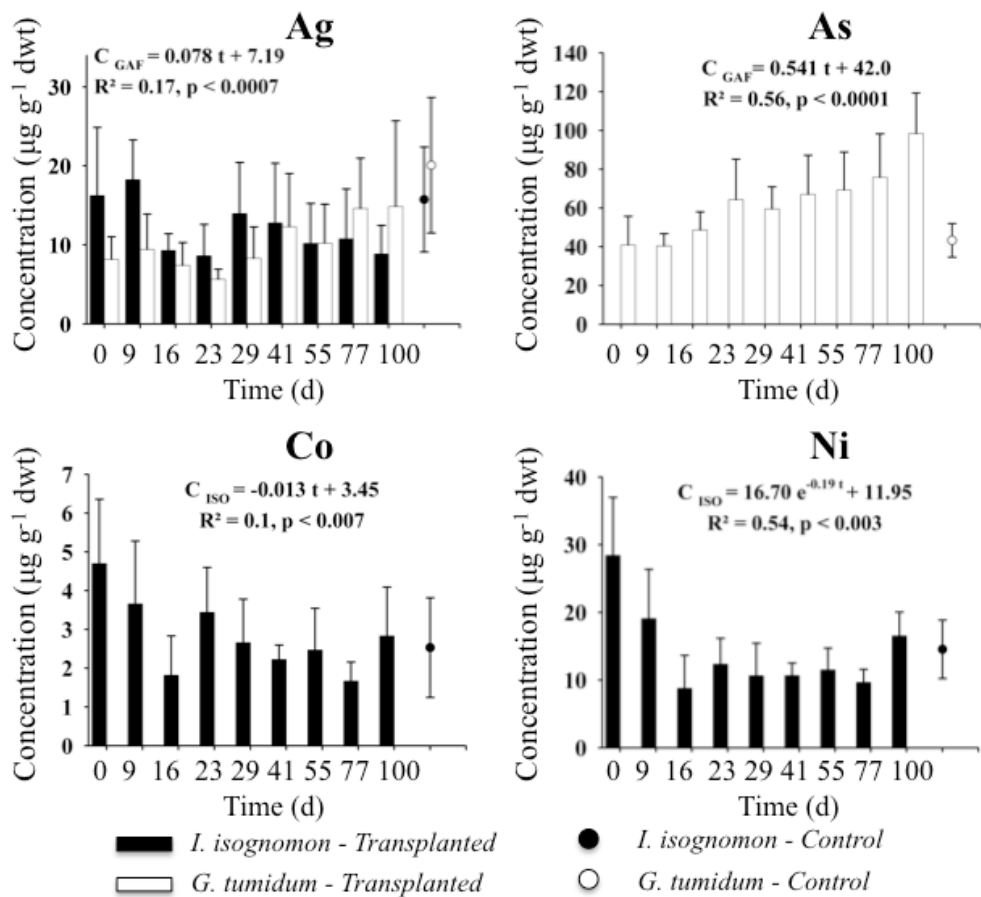 Ag
C GAF = 0.078 t + 7.19
R² = 0.17, p < 0.0007
Concentration (µg g⁻¹ dwt)
30
20
10
0
0 9 16 23 29 41 55 77 100
Time (d)
As
C GAF = 0.541 t + 42.0
R² = 0.56, p < 0.0001
Concentration (µg g⁻¹ dwt)
140
120
100
80
60
40
20
0
0 9 16 23 29 41 55 77 100
Time (d)
Co
C ISO = -0.013 t + 3.45
R² = 0.1, p < 0.007
Concentration (µg g⁻¹ dwt)
7
6
5
4
3
2
1
0
0 9 16 23 29 41 55 77 100
Time (d)
Ni
C ISO = 16.70 e⁻⁰·¹⁹ ᵗ + 11.95
R² = 0.54, p < 0.003
Concentration (µg g⁻¹ dwt)
40
30
20
10
0
0 9 16 23 29 41 55 77 100
Time (d)
I. isognomon - Transplanted
I. isognomon - Control
G. tumidum - Transplanted
G. tumidum - Control